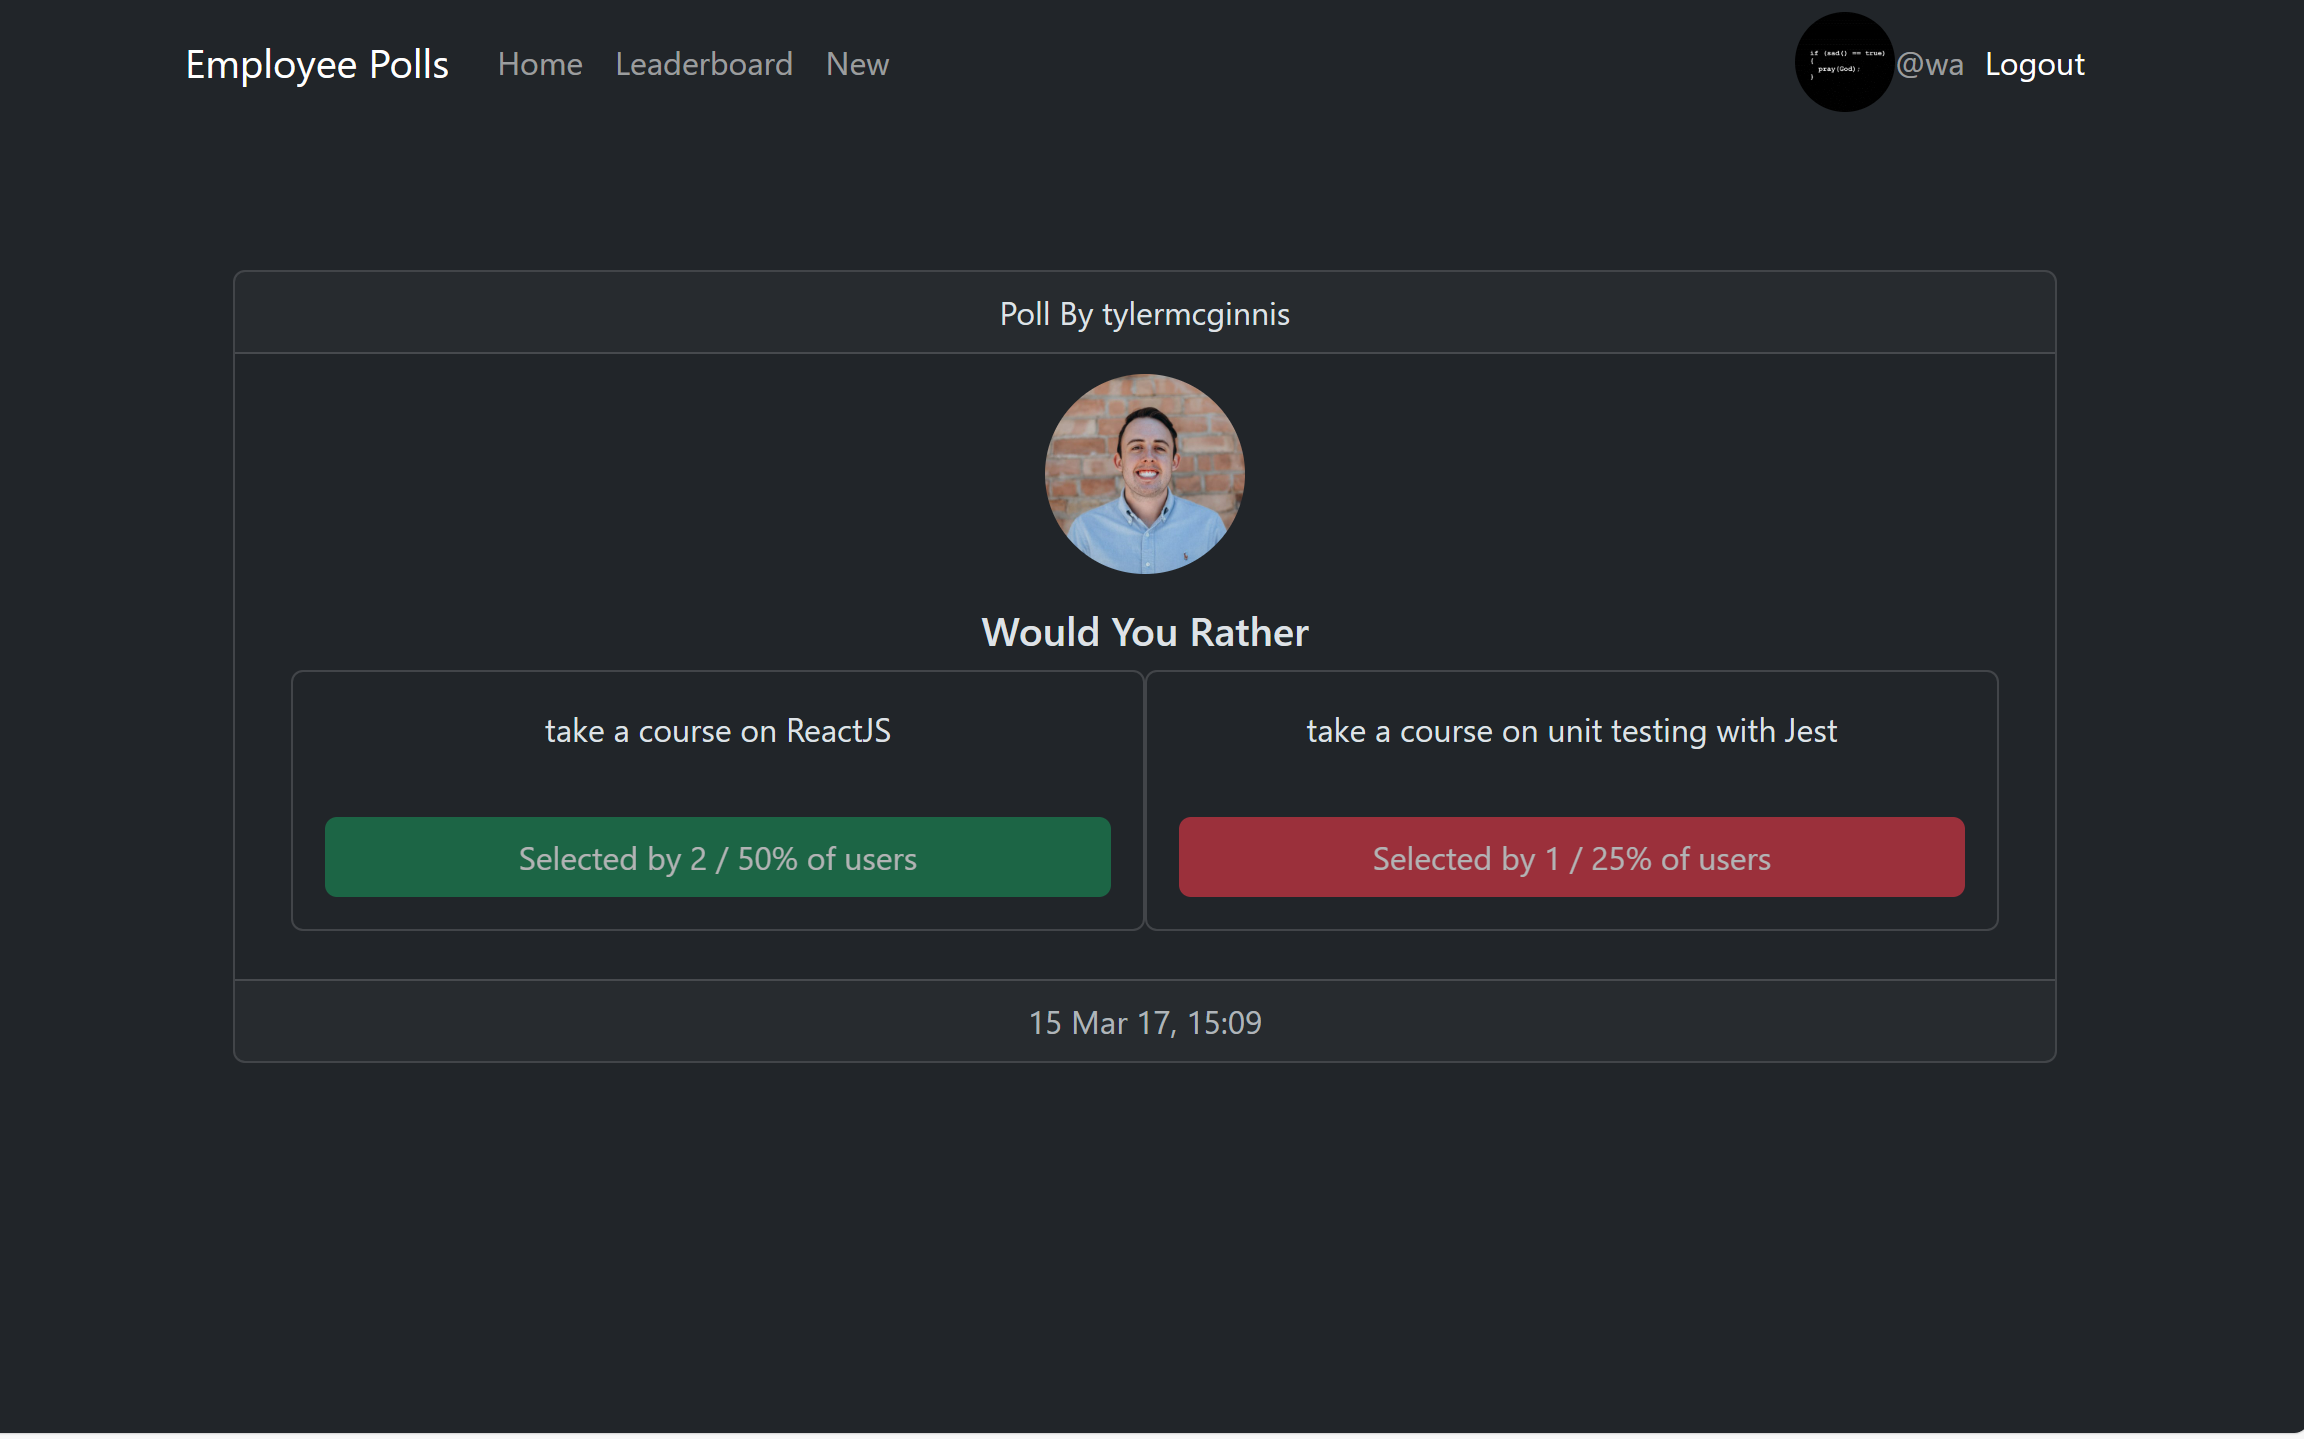 Employee Polls Home Leaderboard New @wa Logout
if (sad() == true)
{
pray(God);
}
Poll By tylermcginnis
Would You Rather
take a course on ReactJS
take a course on unit testing with Jest
Selected by 2 / 50% of users
Selected by 1 / 25% of users
15 Mar 17, 15:09